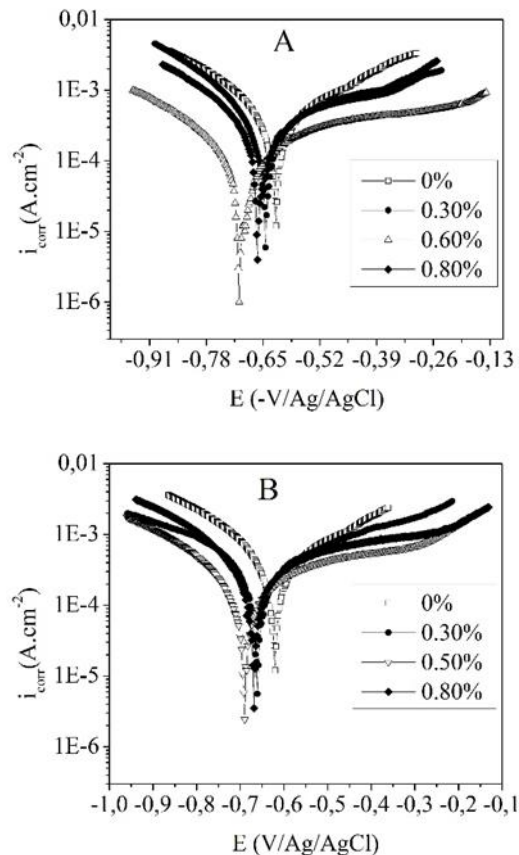 A
0,01
1E-3
1E-4
1E-5
1E-6
i_corr(A.cm-2)
0%
0.30%
0.60%
0.80%
-0,91 -0,78 -0,65 -0,52 -0,39 -0,26 -0,13
E (-V/Ag/AgCl)
B
0,01
1E-3
1E-4
1E-5
1E-6
i_corr(A.cm-2)
0%
0.30%
0.50%
0.80%
-1,0 -0,9 -0,8 -0,7 -0,6 -0,5 -0,4 -0,3 -0,2 -0,1
E (V/Ag/AgCl)